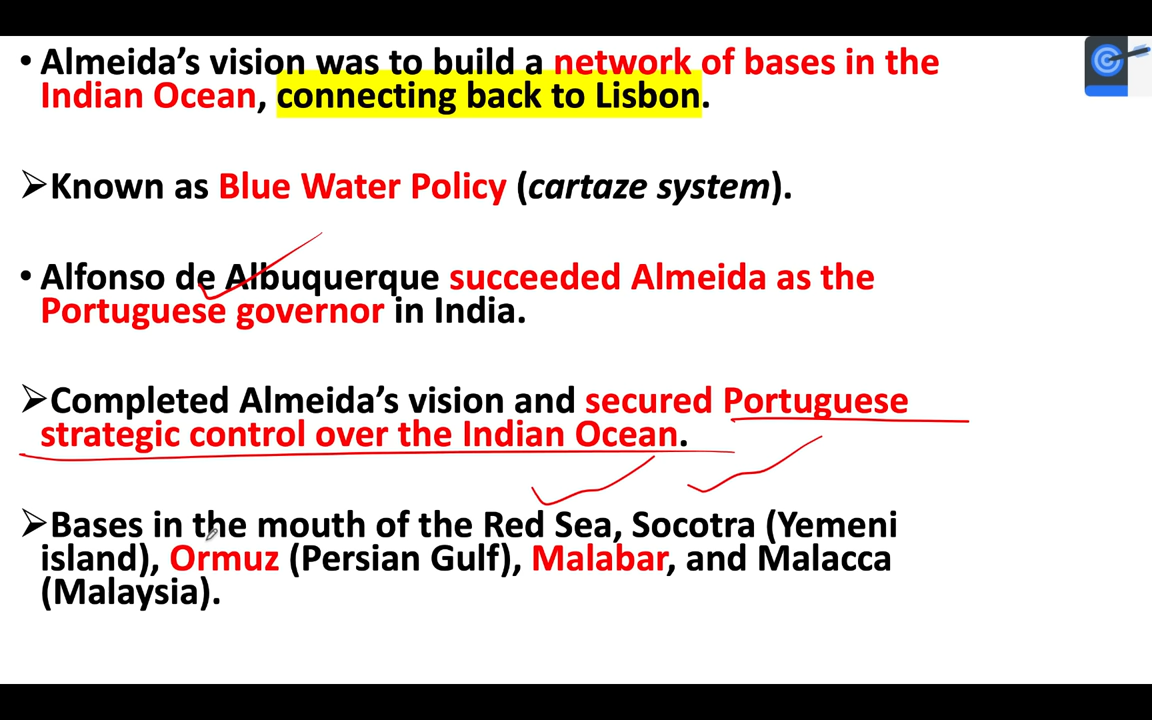 • Almeida’s vision was to build a network of bases in the
Indian Ocean, connecting back to Lisbon.
➢Known as Blue Water Policy (cartaze system).
• Alfonso de Albuquerque succeeded Almeida as the
Portuguese governor in India.
➢Completed Almeida’s vision and secured Portuguese
strategic control over the Indian Ocean.
➢Bases in the mouth of the Red Sea, Socotra (Yemeni
island), Ormuz (Persian Gulf), Malabar, and Malacca
(Malaysia).